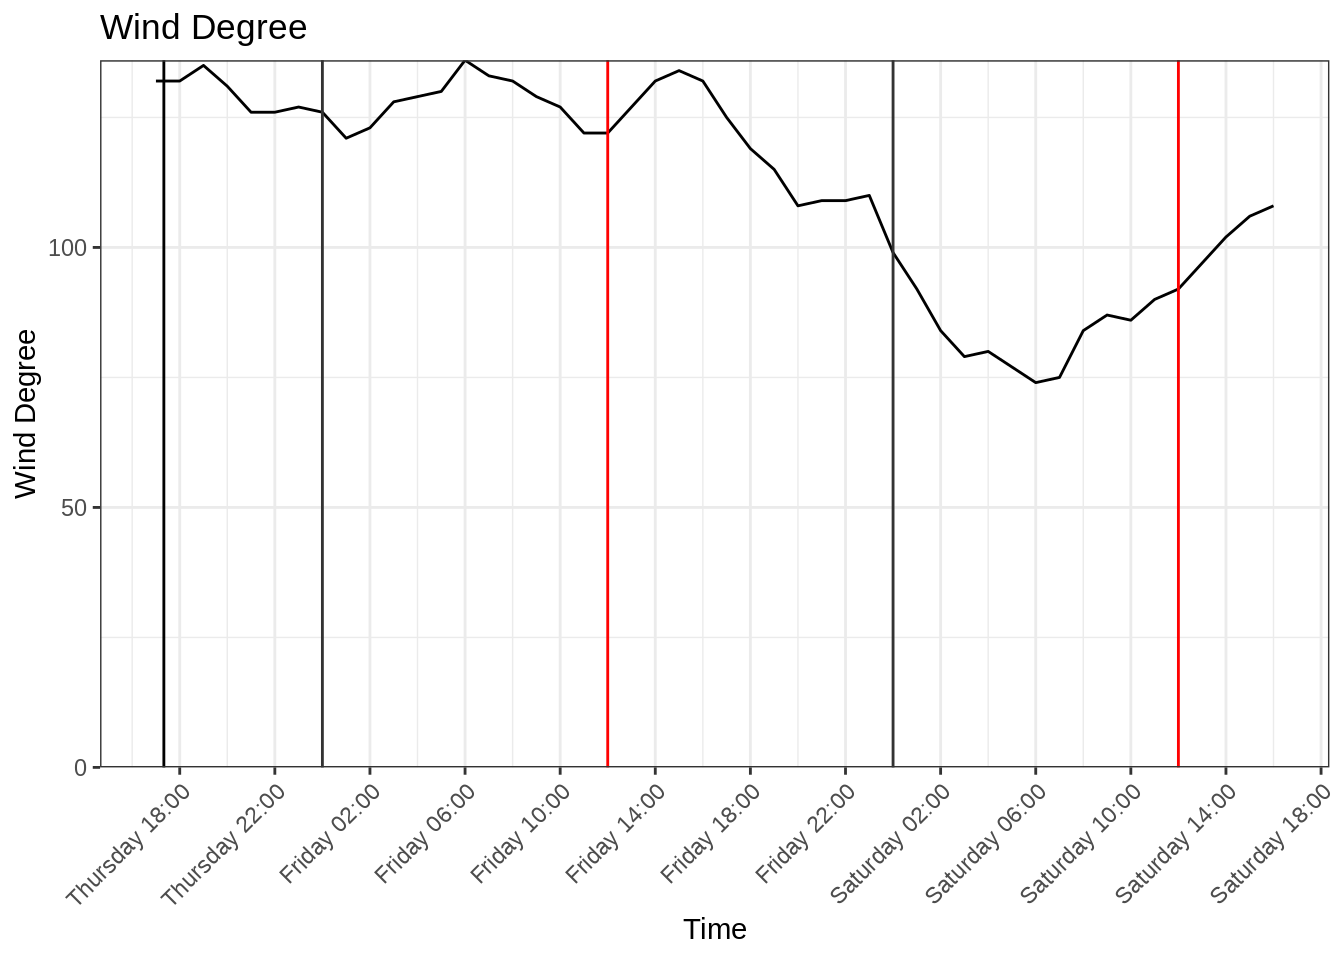 Wind Degree
Wind Degree
100
50
0
Thursday 18:00
Thursday 22:00
Friday 02:00
Friday 06:00
Friday 10:00
Friday 14:00
Friday 18:00
Friday 22:00
Saturday 02:00
Saturday 06:00
Saturday 10:00
Saturday 14:00
Saturday 18:00
Time